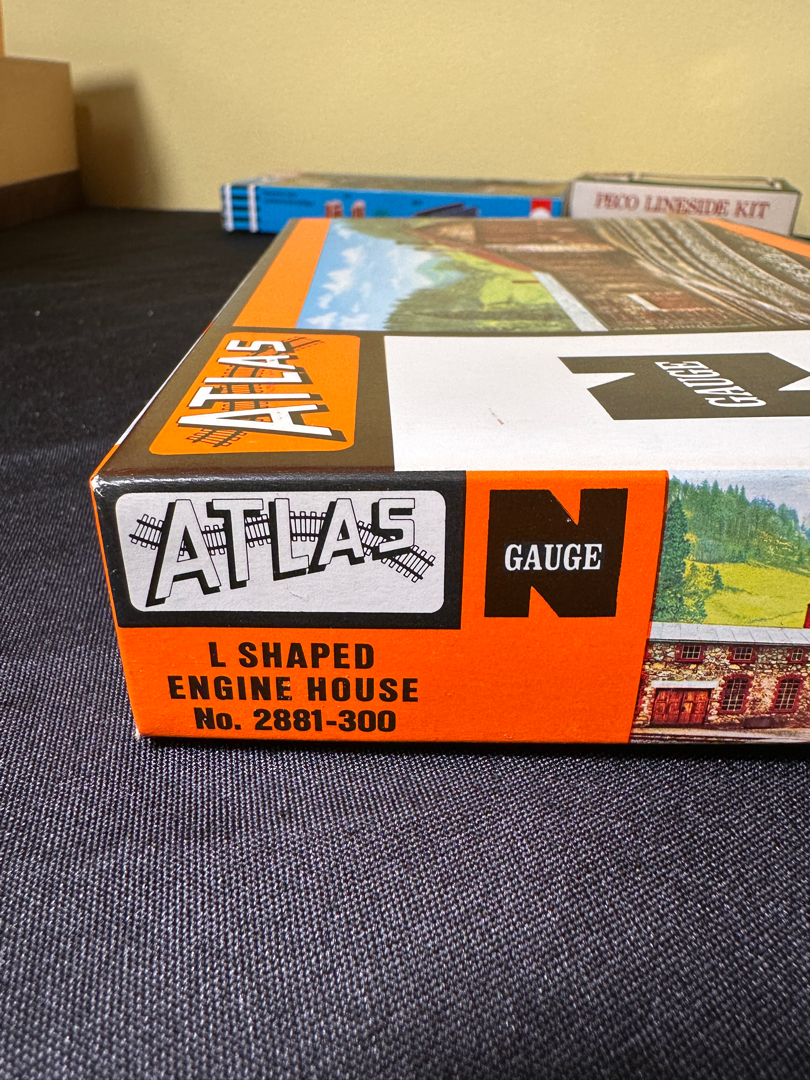 PECO LINESIDE KIT
ATLAS
GAUGE
ATLAS
N
GAUGE
L SHAPED
ENGINE HOUSE
No. 2881-300